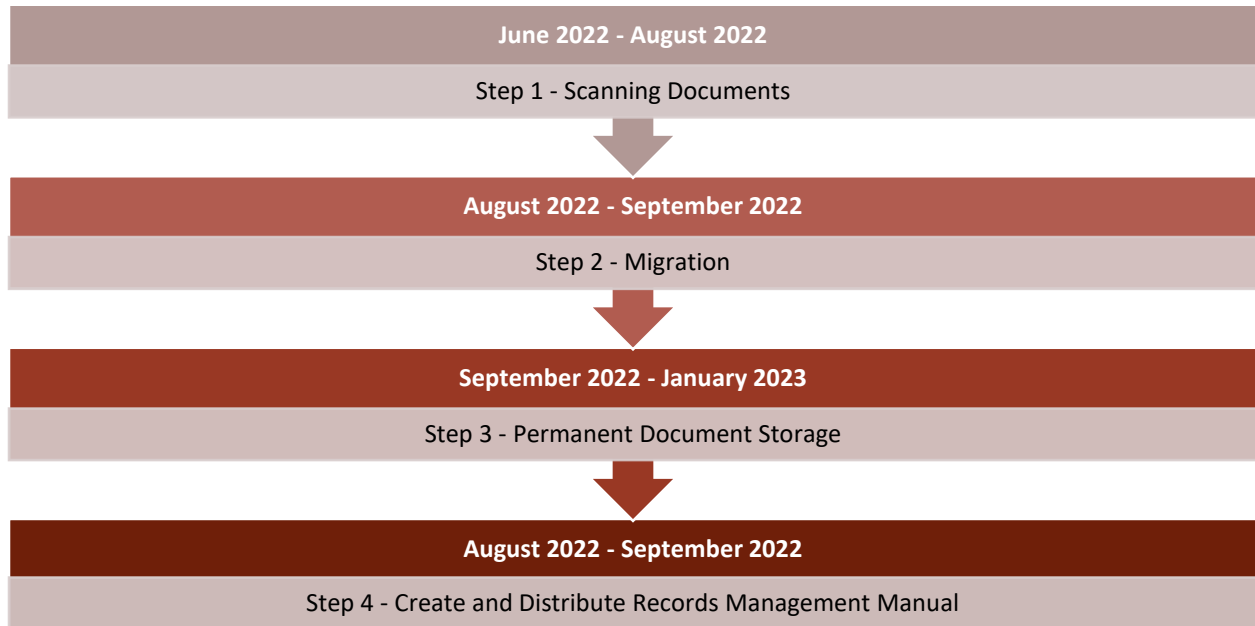 June 2022 - August 2022
Step 1 - Scanning Documents
August 2022 - September 2022
Step 2 - Migration
September 2022 - January 2023
Step 3 - Permanent Document Storage
August 2022 - September 2022
Step 4 - Create and Distribute Records Management Manual